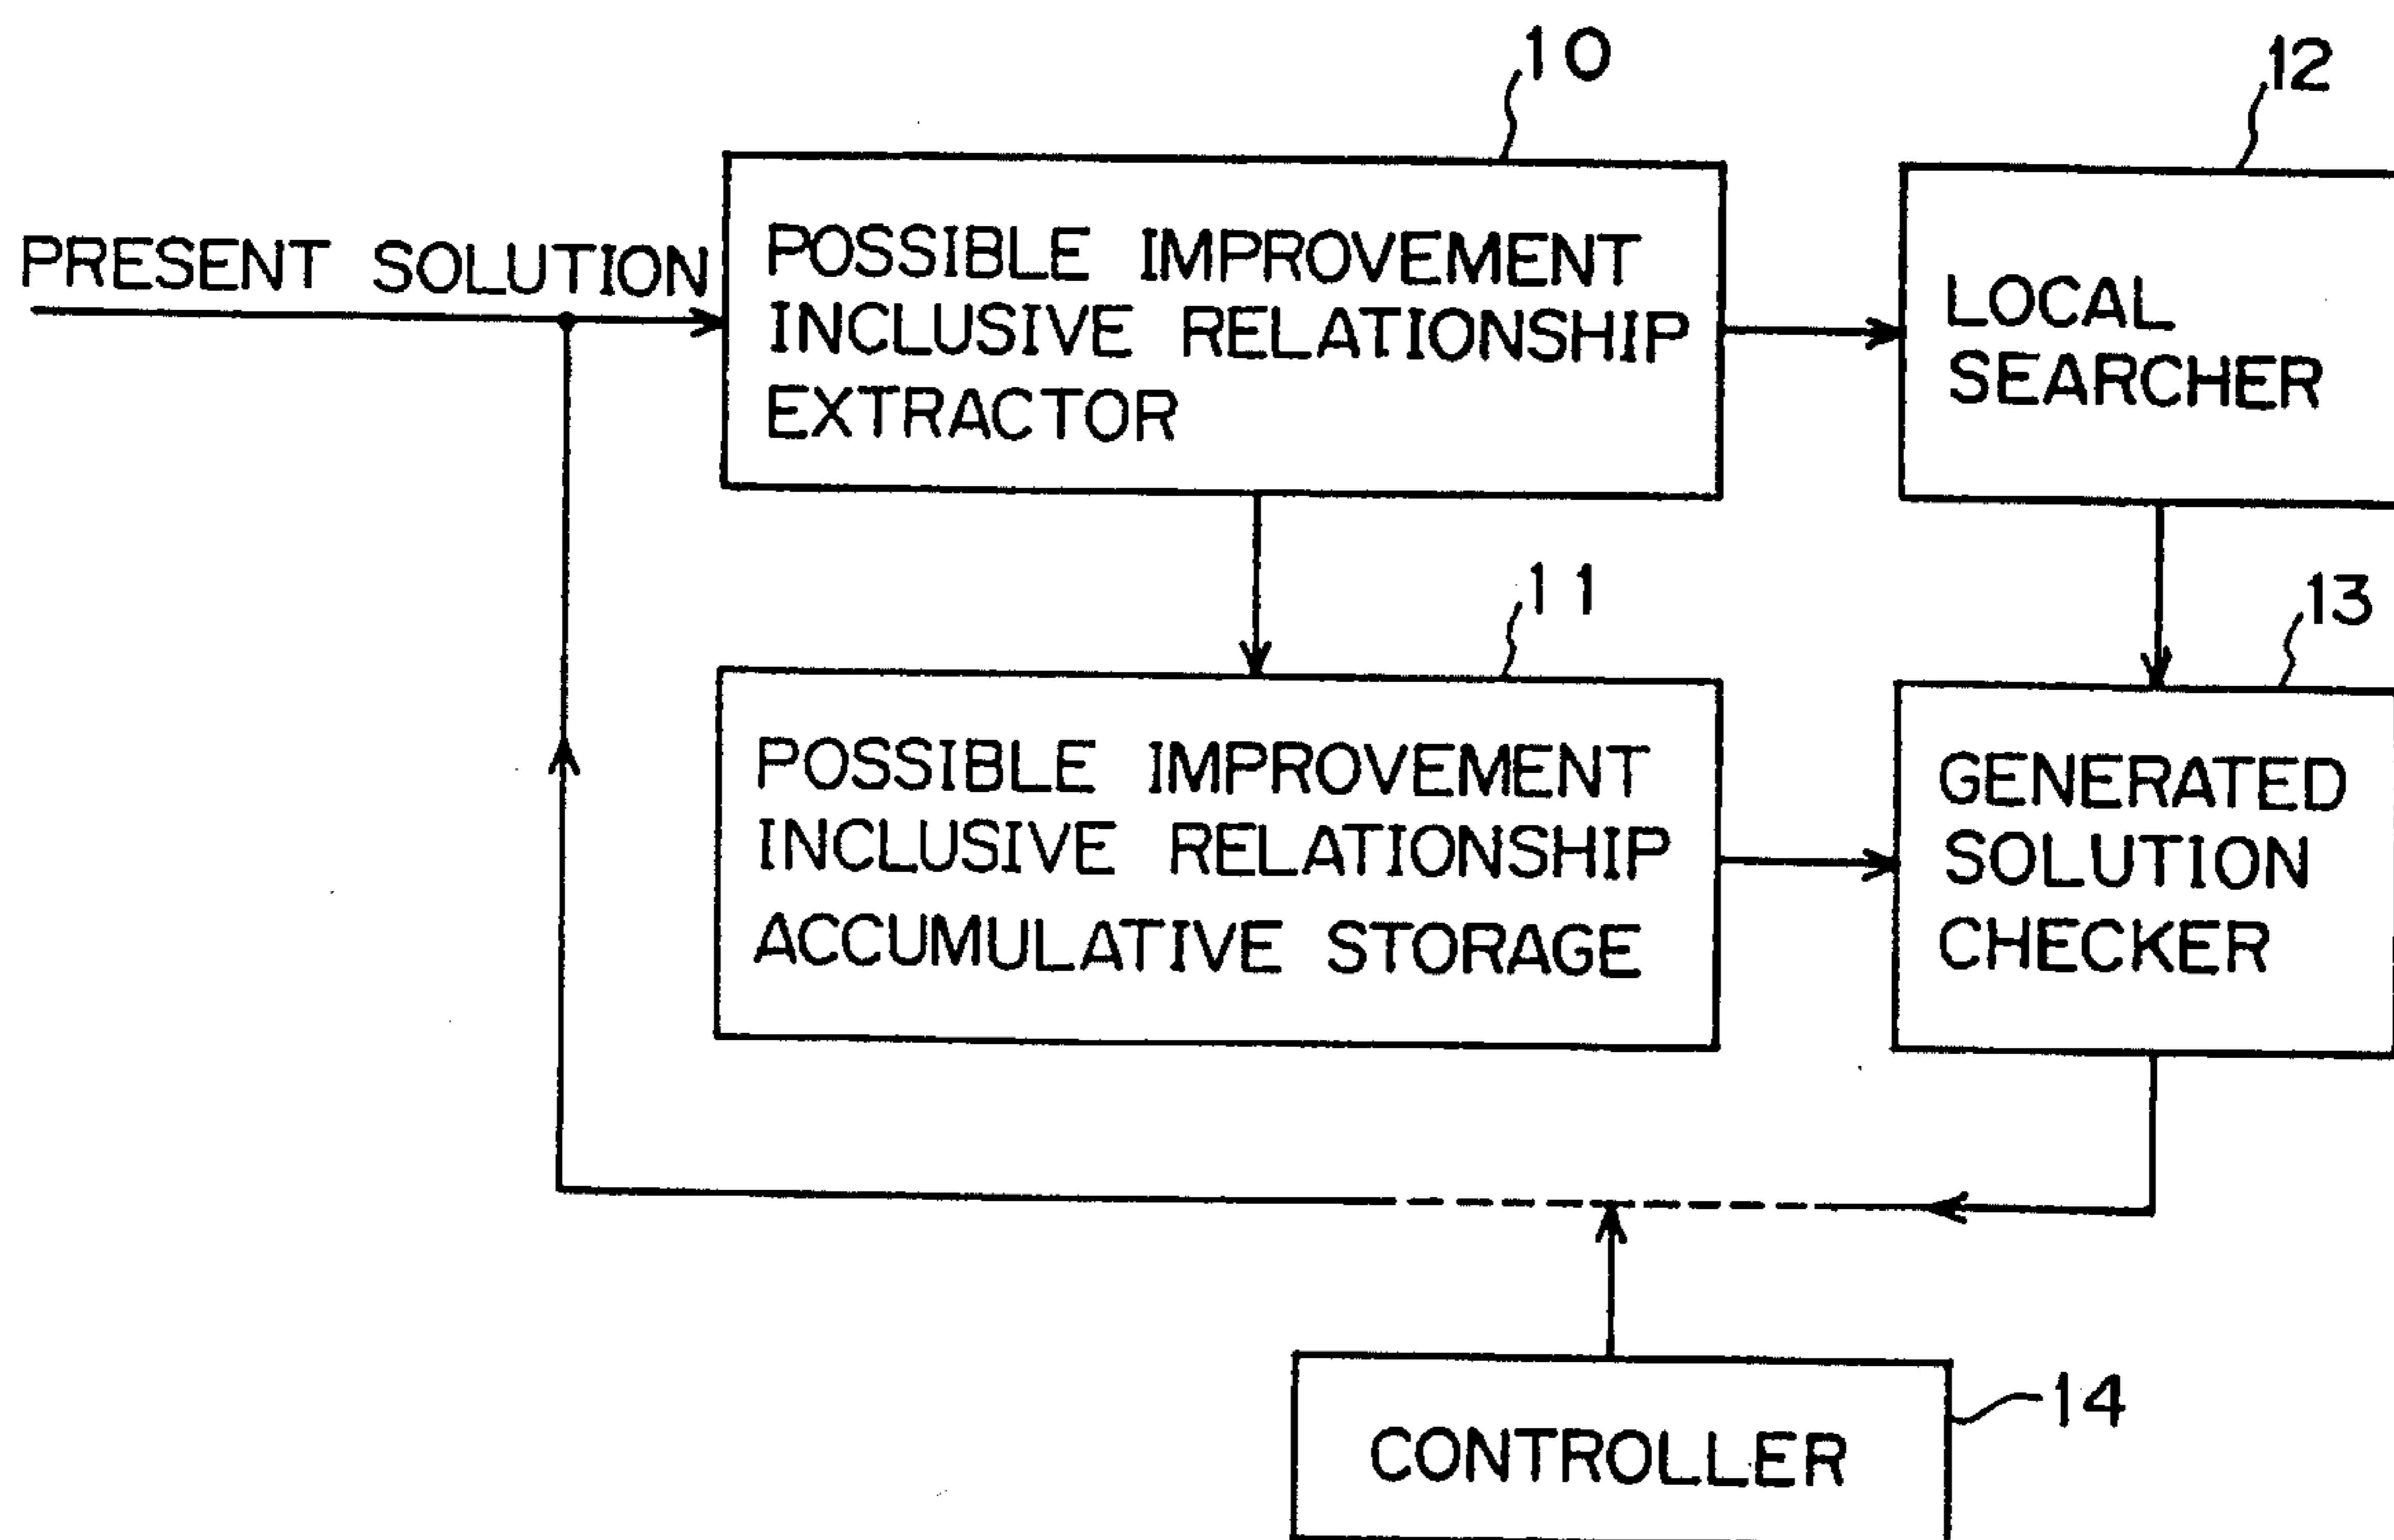 10
12
PRESENT SOLUTION
POSSIBLE IMPROVEMENT
INCLUSIVE RELATIONSHIP
EXTRACTOR
LOCAL
SEARCHER
11
13
POSSIBLE IMPROVEMENT
INCLUSIVE RELATIONSHIP
ACCUMULATIVE STORAGE
GENERATED
SOLUTION
CHECKER
14
CONTROLLER